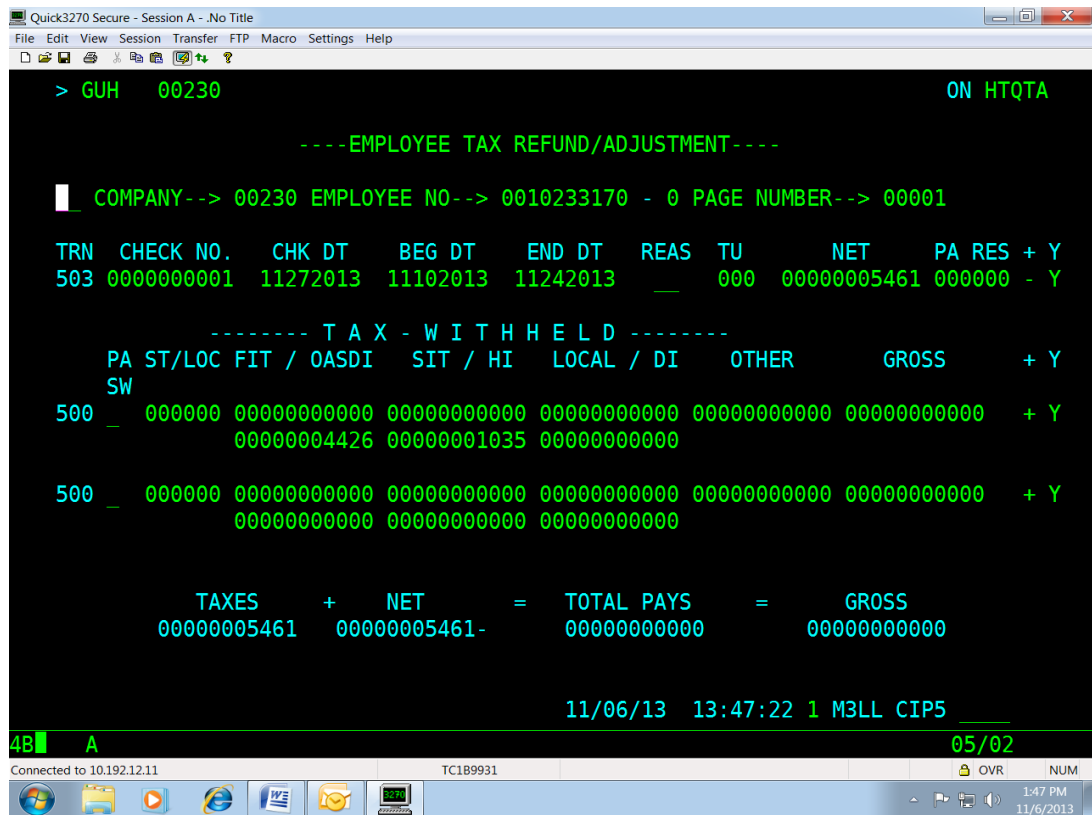 Quick3270 Secure - Session A - .No Title
File Edit View Session Transfer FTP Macro Settings Help
> GUH 00230 ON HTQTA
----EMPLOYEE TAX REFUND/ADJUSTMENT----
_ COMPANY--> 00230 EMPLOYEE NO--> 0010233170 - 0 PAGE NUMBER--> 00001
TRN CHECK NO. CHK DT BEG DT END DT REAS TU NET PA RES + Y
503 0000000001 11272013 11102013 11242013 __ 000 00000005461 000000 - Y
-------- T A X - W I T H H E L D --------
PA ST/LOC FIT / OASDI SIT / HI LOCAL / DI OTHER GROSS + Y
SW
500 _ 000000 00000000000 00000000000 00000000000 00000000000 00000000000 + Y
00000004426 00000001035 00000000000
500 _ 000000 00000000000 00000000000 00000000000 00000000000 00000000000 + Y
00000000000 00000000000 00000000000
TAXES + NET = TOTAL PAYS = GROSS
00000005461 00000005461- 00000000000 00000000000
11/06/13 13:47:22 1 M3LL CIP5 ____
4B A 05/02
Connected to 10.192.12.11 TC1B9931 OVR NUM
3270
1:47 PM
11/6/2013